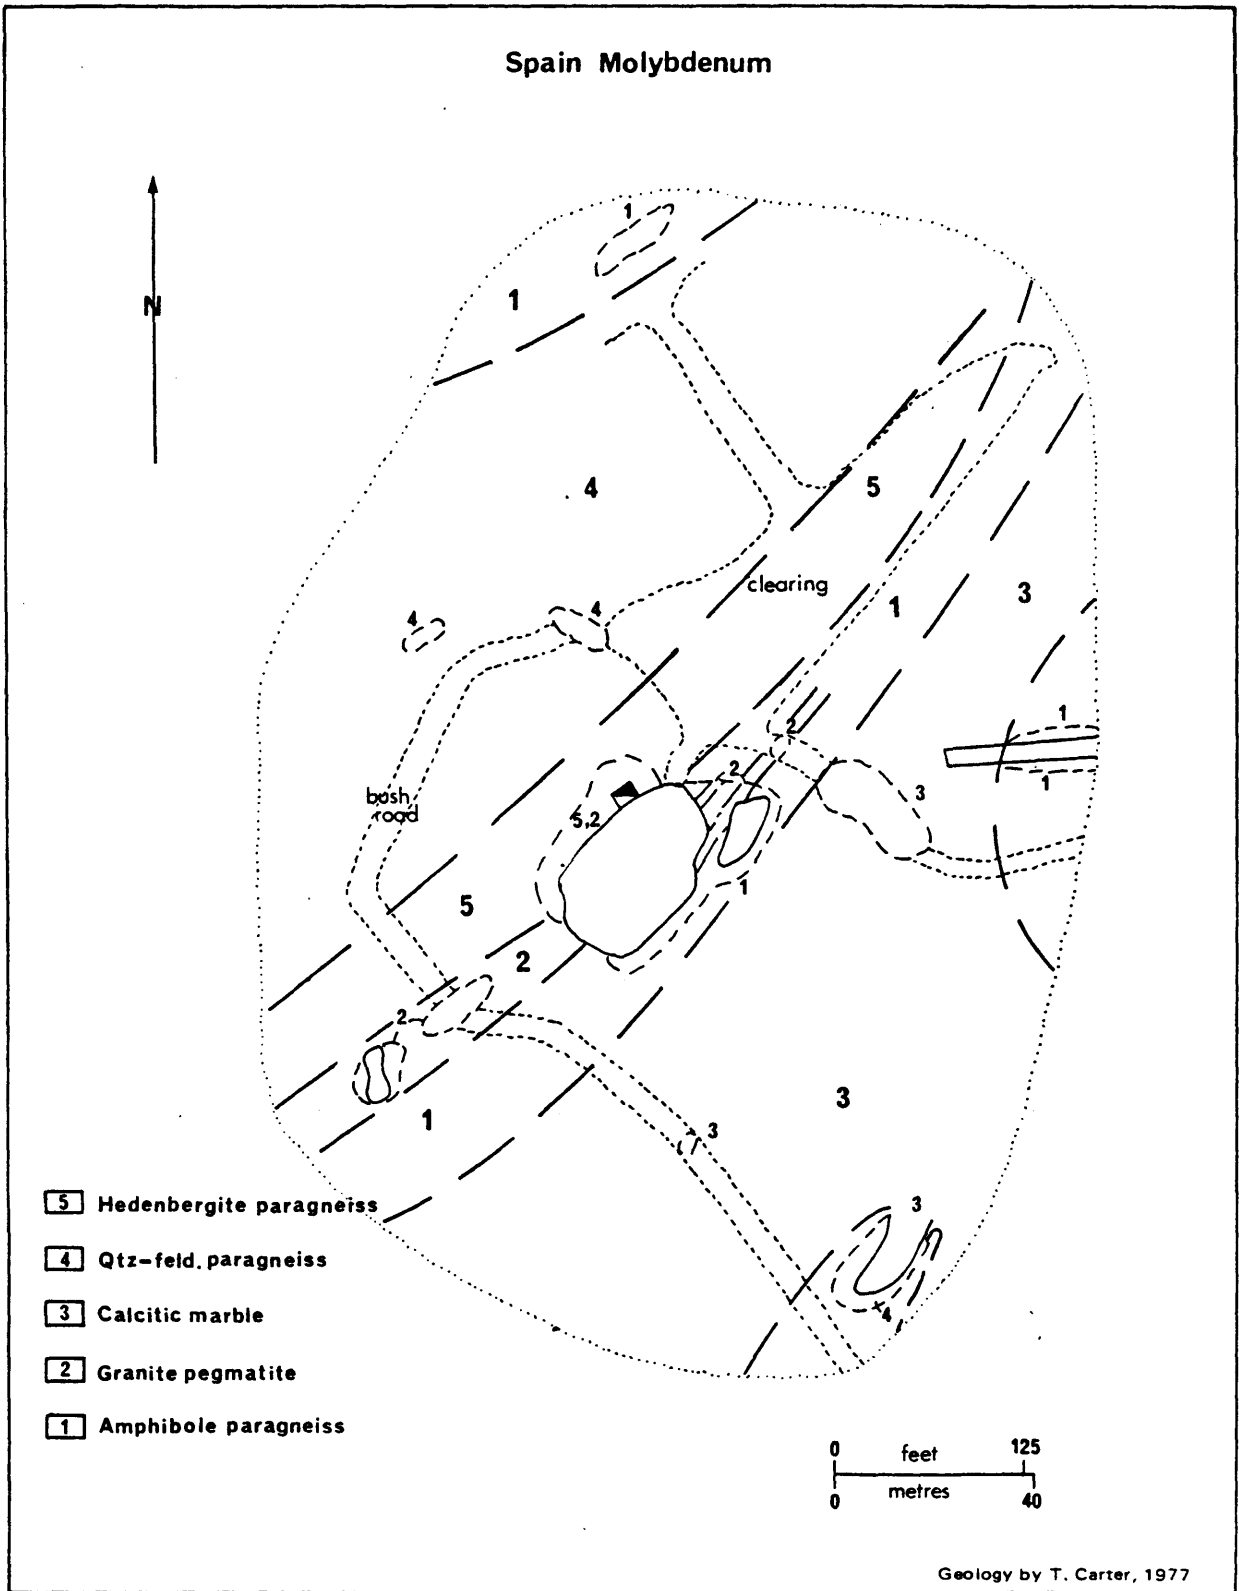 Spain Molybdenum
N
1
1
4
5
clearing
4
4
1
3
2
1
1
2
3
bush
road
5,2
1
5
2
2
1
3
3
3
4
5 Hedenbergite paragneiss
4 Qtz-feld. paragneiss
3 Calcitic marble
2 Granite pegmatite
1 Amphibole paragneiss
0 feet 125
0 metres 40
Geology by T. Carter, 1977